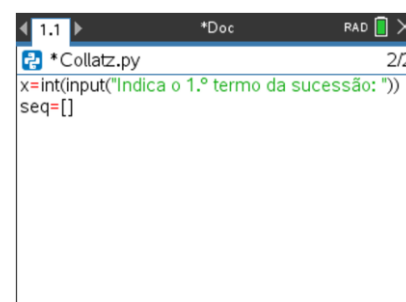 1.1 *Doc RAD
*Collatz.py 2/2
x=int(input("Indica o 1.º termo da sucessão: "))
seq=[]